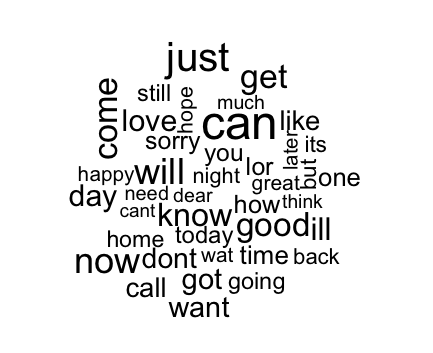 just
get
still
hope
come
much
love
can
like
sorry
later
its
you
but
happy
will
night
lor
great
one
day
need
dear
how
think
cant
know
good
ill
home
today
now
dont
wat
time
back
call
got
going
want